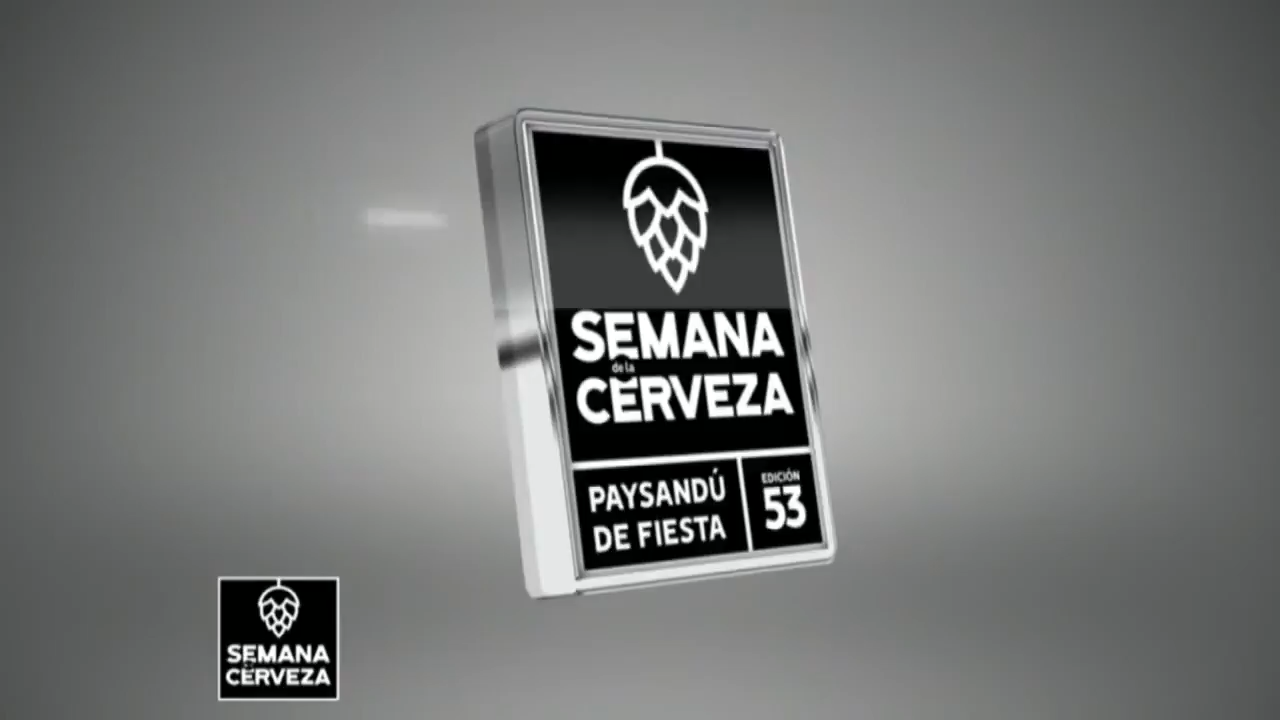 SEMANA
de la
CERVEZA
PAYSANDÚ
DE FIESTA
EDICIÓN
53
SEMANA
CERVEZA